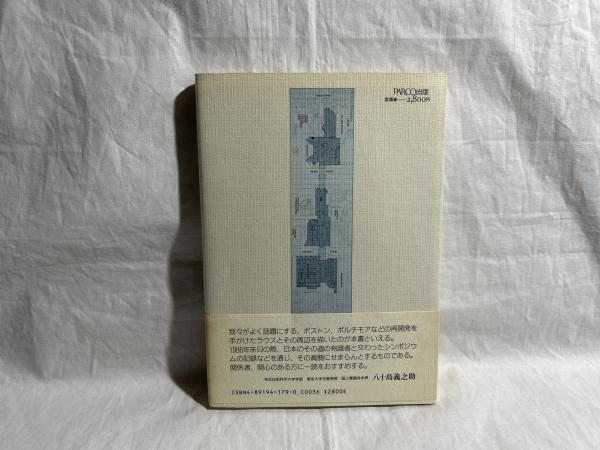 PARCO出版
定価●──2,800円
我々がよく話題にする、ボストン、ボルチモアなどの再開発を
手がけたラウスとその周辺を描いたのが本書といえる。
1986年来日の際、日本のその道の有識者と交わったシンポジウ
ムの記録などを通じ、その真髄にせまらんとするものである。
関係者、関心のある方に一読をおすすめする。
八十島義之助
ISBN4-89194-179-0 C0036 ¥2800E